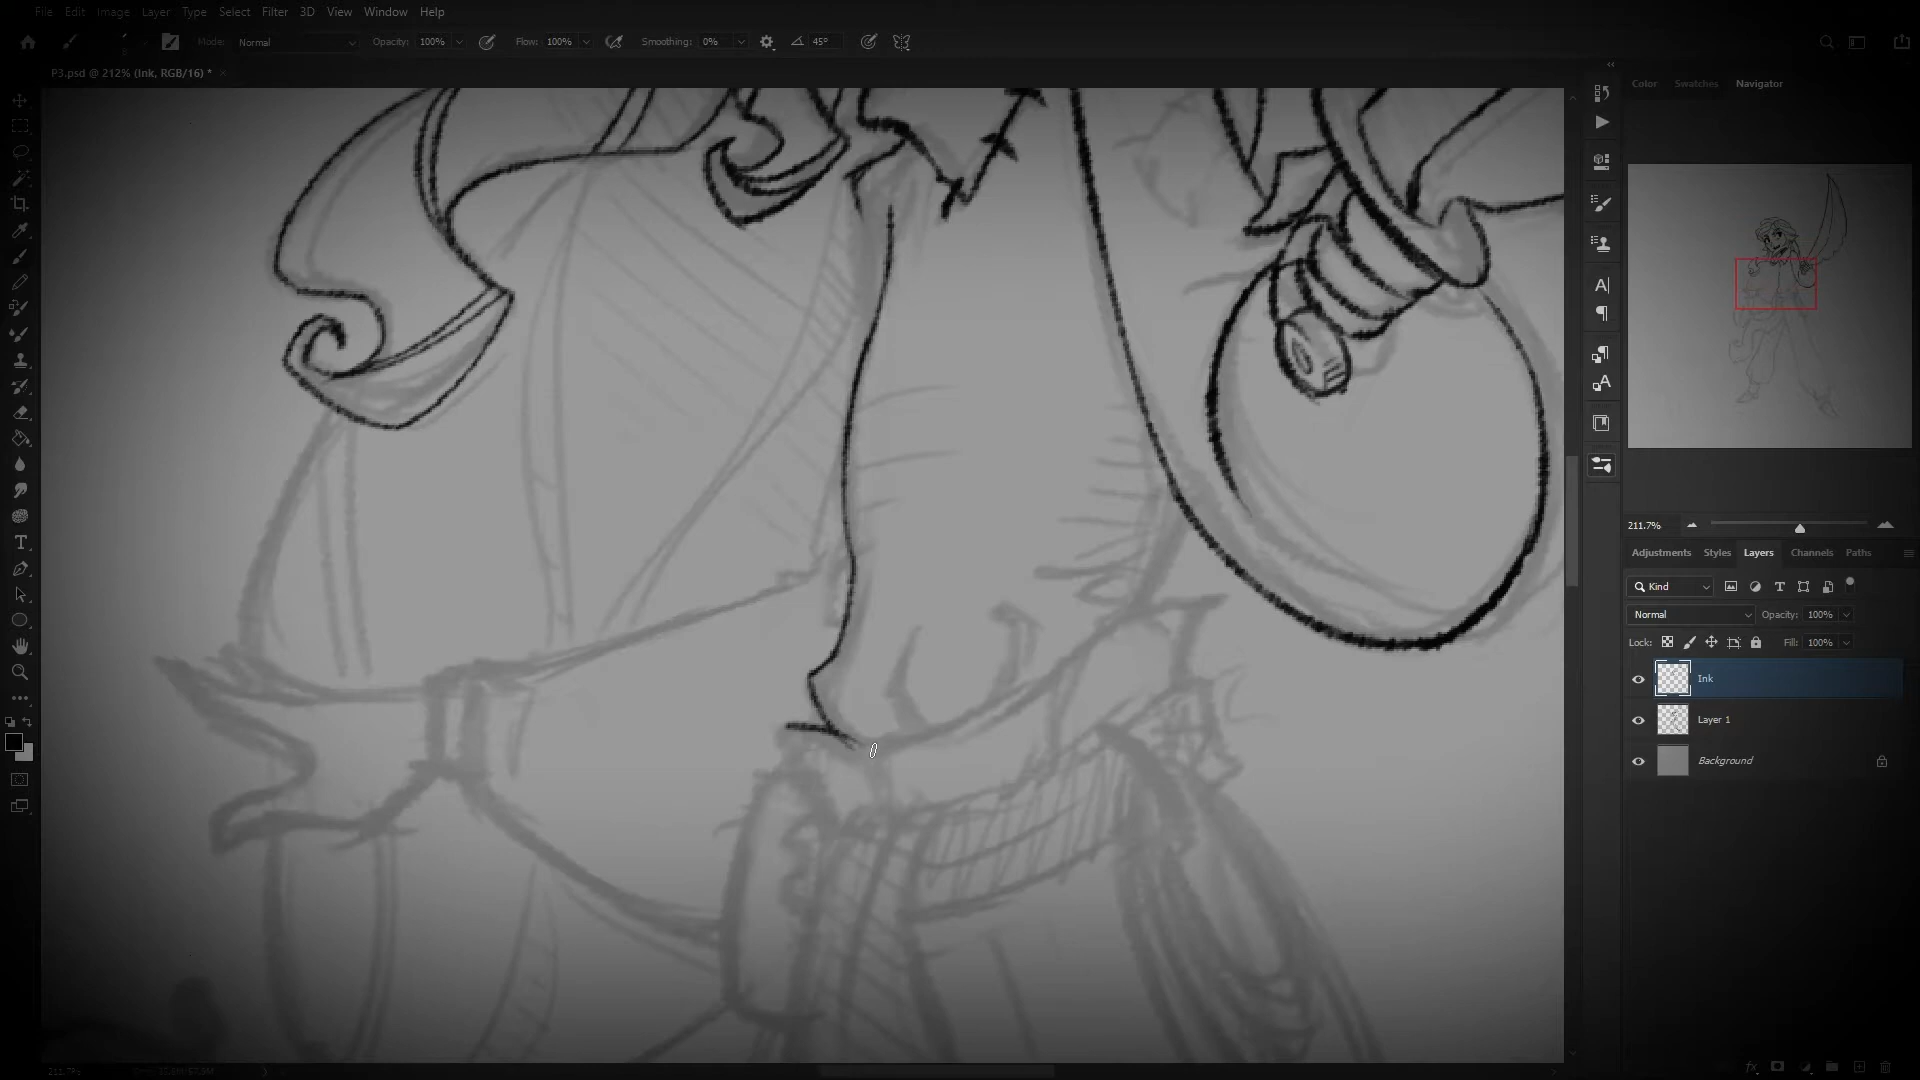 File Edit Image Layer Type Select Filter 3D View Window Help
Mode: Normal Opacity: 100% Flow: 100% Smoothing: 0% 45°
P3.psd @ 212% (Ink, RGB/16) * ×
Color Swatches Navigator
211.7%
Adjustments Styles Layers Channels Paths
Kind
Normal Opacity: 100%
Lock: Fill: 100%
Ink
Layer 1
Background
211.7%